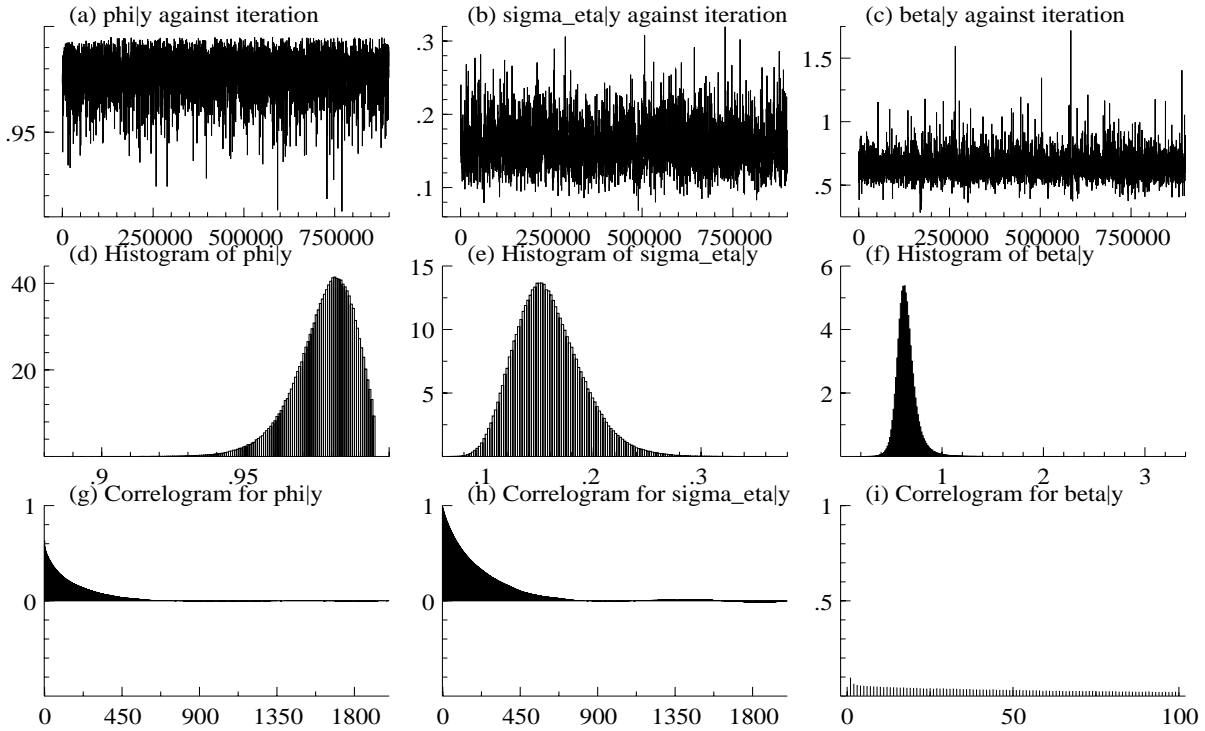 (a) phi|y against iteration
(b) sigma_eta|y against iteration
(c) beta|y against iteration
.95
.3
.2
.1
1.5
1
.5
0 250000 500000 750000
0 250000 500000 750000
0 250000 500000 750000
(d) Histogram of phi|y
(e) Histogram of sigma_eta|y
(f) Histogram of beta|y
40
20
15
10
5
6
4
2
.9 .95
.1 .2 .3
1 2 3
(g) Correlogram for phi|y
(h) Correlogram for sigma_eta|y
(i) Correlogram for beta|y
1
0
1
0
1
.5
0 450 900 1350 1800
0 450 900 1350 1800
0 50 100